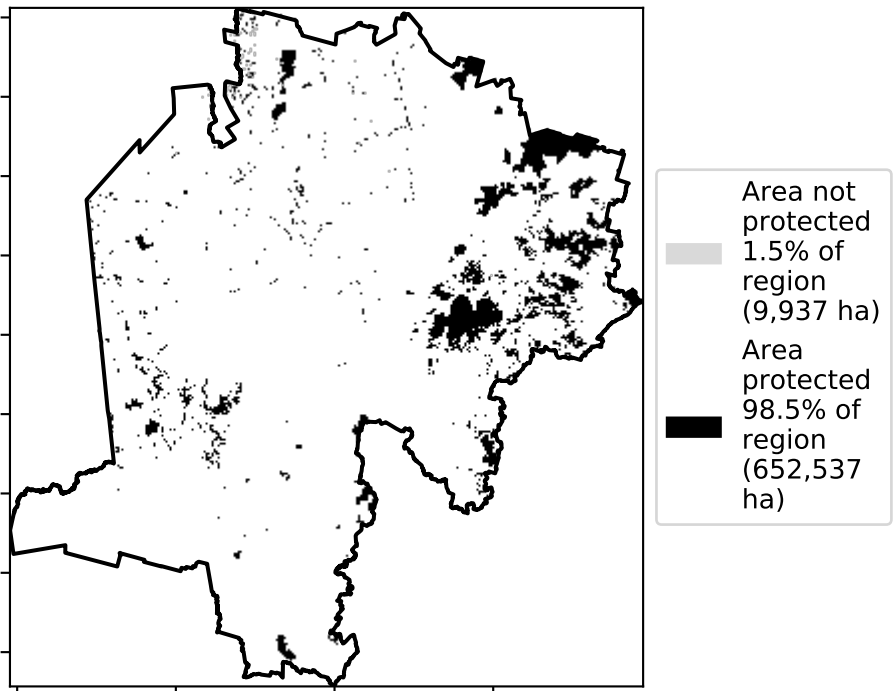 Area not
protected
1.5% of
region
(9,937 ha)
Area
protected
98.5% of
region
(652,537
ha)